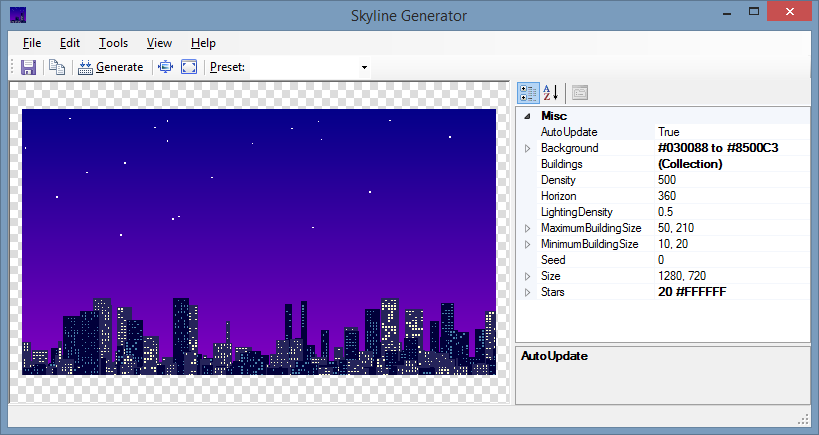 Skyline Generator
File Edit Tools View Help
Generate Preset:
A
Z
Misc
AutoUpdate True
Background #030088 to #8500C3
Buildings (Collection)
Density 500
Horizon 360
LightingDensity 0.5
MaximumBuildingSize 50, 210
MinimumBuildingSize 10, 20
Seed 0
Size 1280, 720
Stars 20 #FFFFFF
AutoUpdate